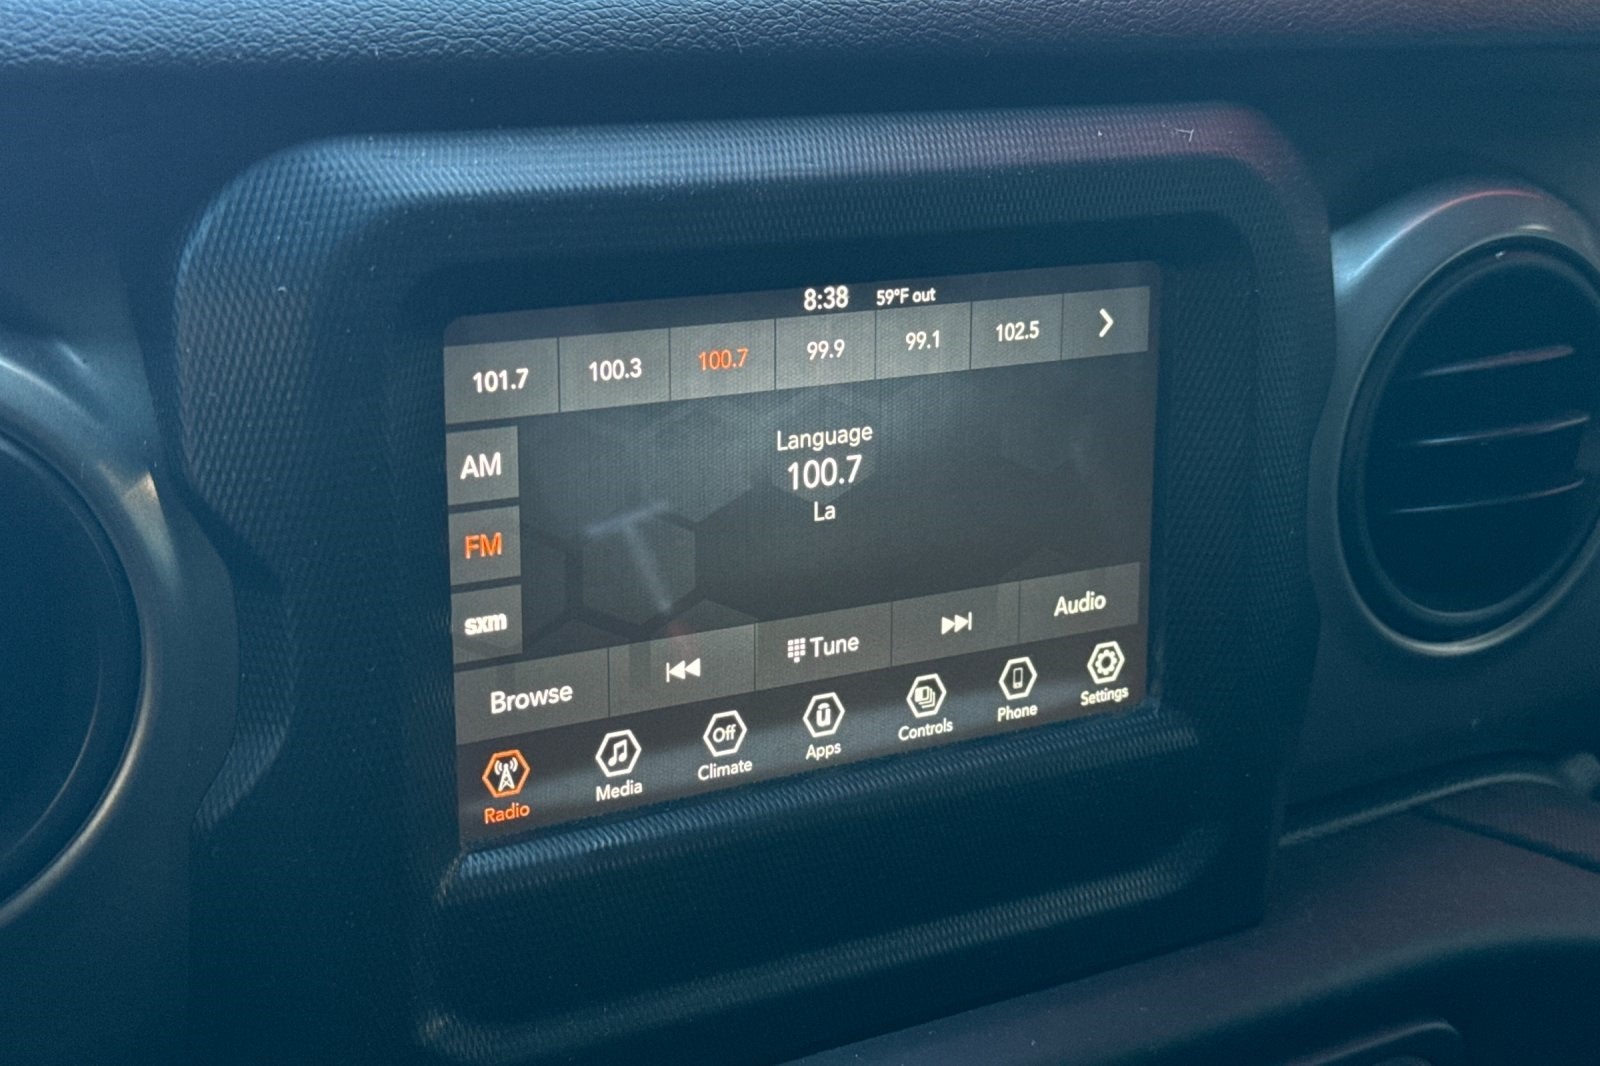 8:38 59°F out
101.7 100.3 100.7 99.9 99.1 102.5
Language
100.7
La
AM
FM
sxm
Browse Tune Audio
Radio Media Off Climate Apps Controls Phone Settings